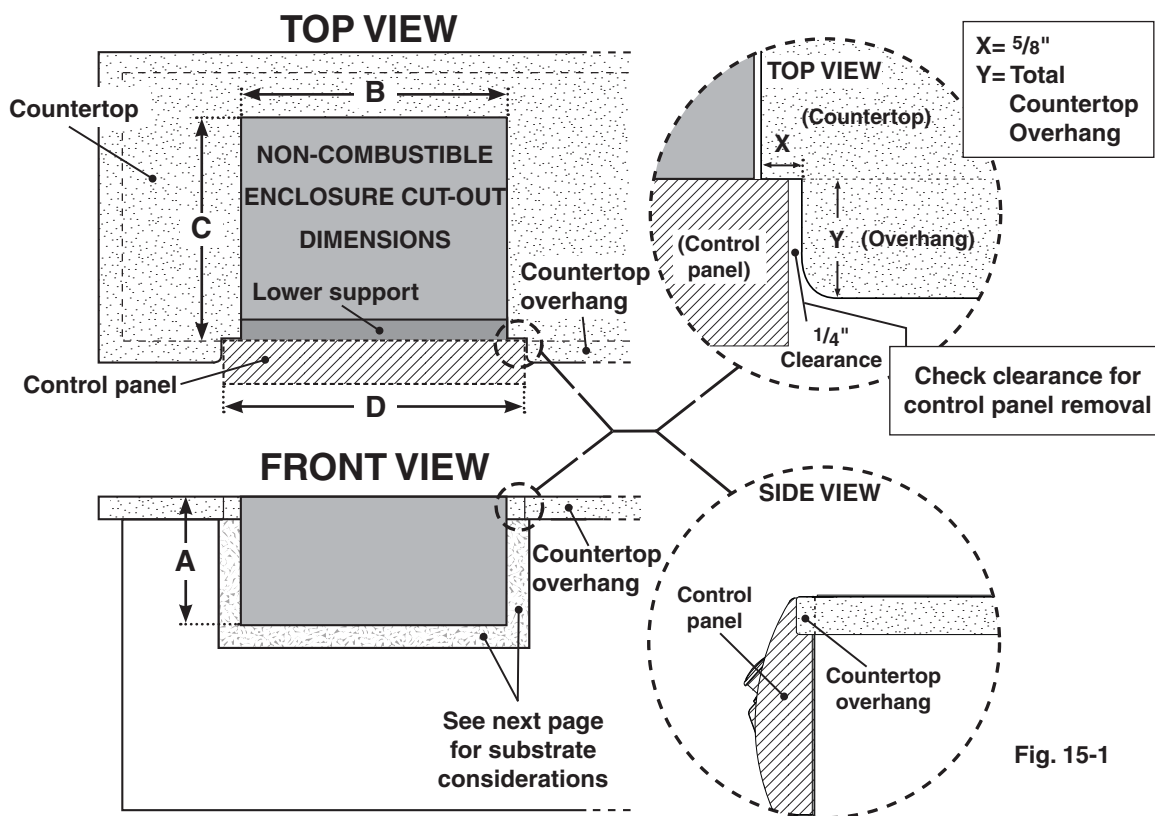 TOP VIEW
Countertop
B
NON-COMBUSTIBLE
ENCLOSURE CUT-OUT
DIMENSIONS
C
Lower support
Countertop
overhang
Control panel
D
TOP VIEW
(Countertop)
X
(Control
panel)
Y
(Overhang)
1/4"
Clearance
X= 5/8"
Y= Total
Countertop
Overhang
Check clearance for
control panel removal
FRONT VIEW
A
Countertop
overhang
See next page
for substrate
considerations
SIDE VIEW
Control
panel
Countertop
overhang
Fig. 15-1